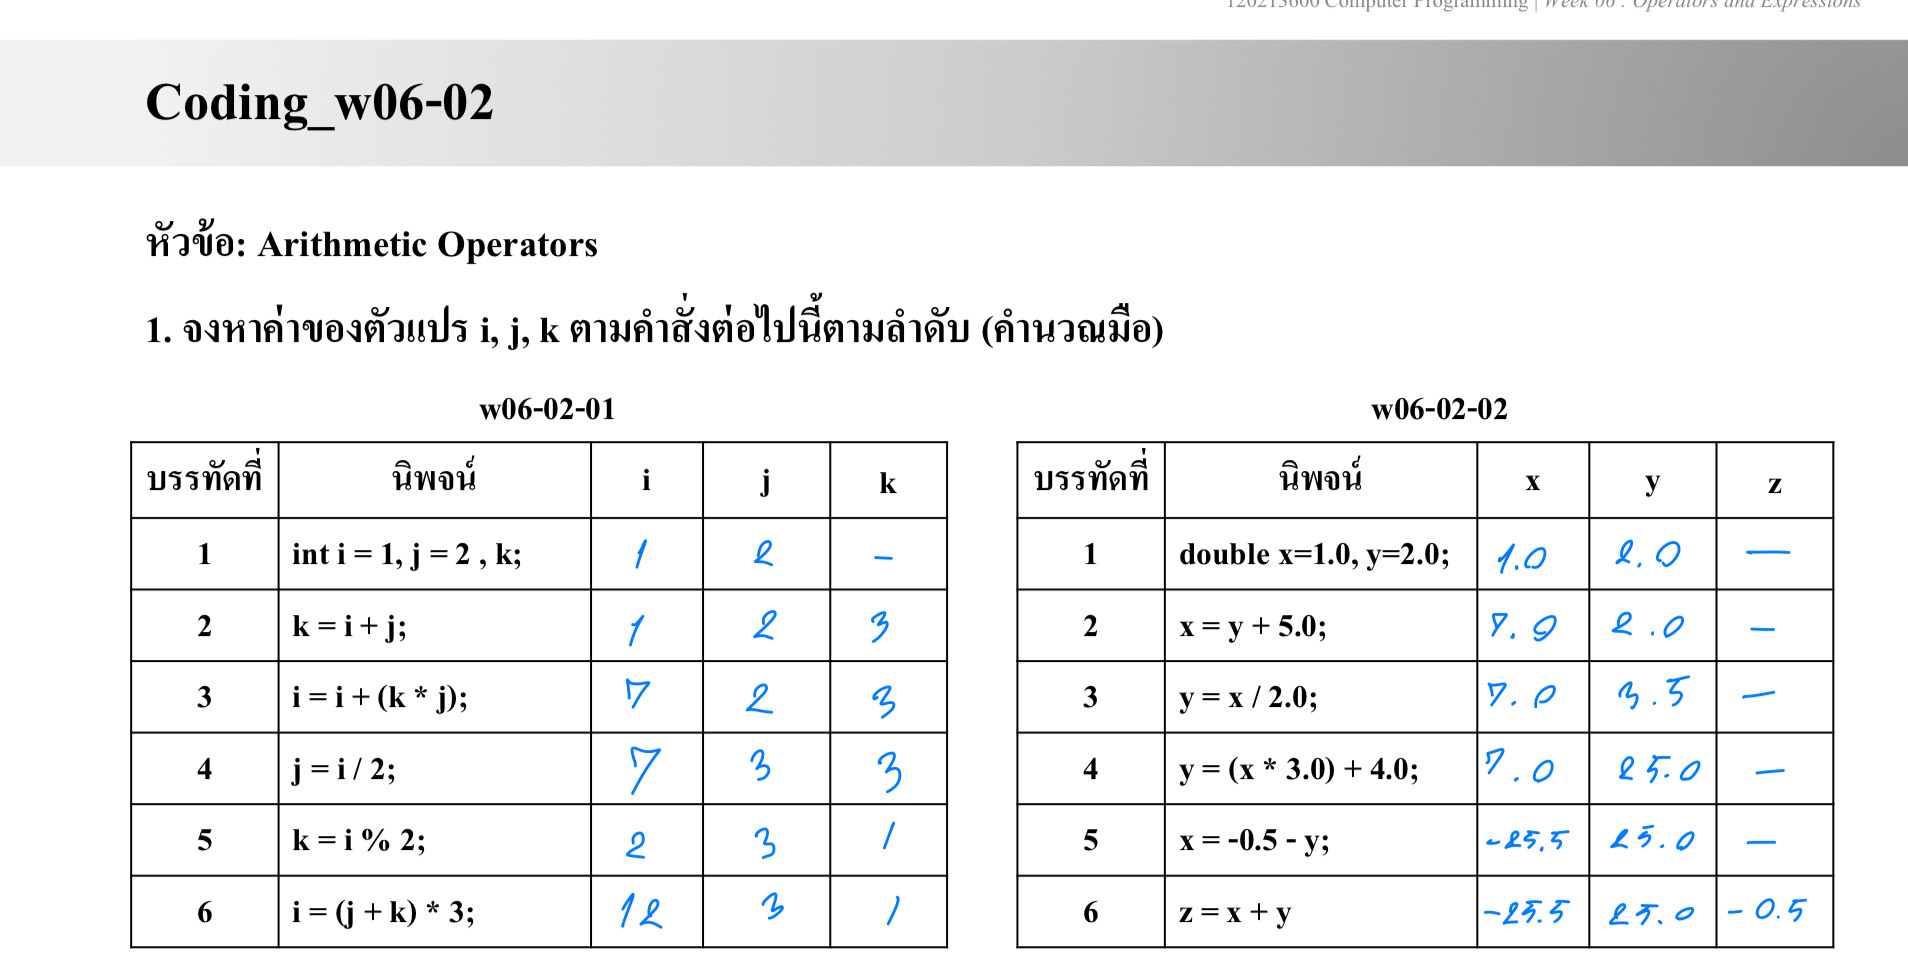 120213600 Computer Programming | Week 06 : Operators and Expressions
Coding_w06-02
หัวข้อ: Arithmetic Operators
1. จงหาค่าของตัวแปร i, j, k ตามคำสั่งต่อไปนี้ตามลำดับ (คำนวณมือ)
w06-02-01
บรรทัดที่ นิพจน์ i j k
1 int i = 1, j = 2 , k; 1 2 -
2 k = i + j; 1 2 3
3 i = i + (k * j); 7 2 3
4 j = i / 2; 7 3 3
5 k = i % 2; 2 3 1
6 i = (j + k) * 3; 12 3 1
w06-02-02
บรรทัดที่ นิพจน์ x y z
1 double x=1.0, y=2.0; 1.0 2.0 —
2 x = y + 5.0; 7.0 2.0 —
3 y = x / 2.0; 7.0 3.5 —
4 y = (x * 3.0) + 4.0; 7.0 25.0 —
5 x = -0.5 - y; -25.5 25.0 —
6 z = x + y -25.5 25.0 -0.5